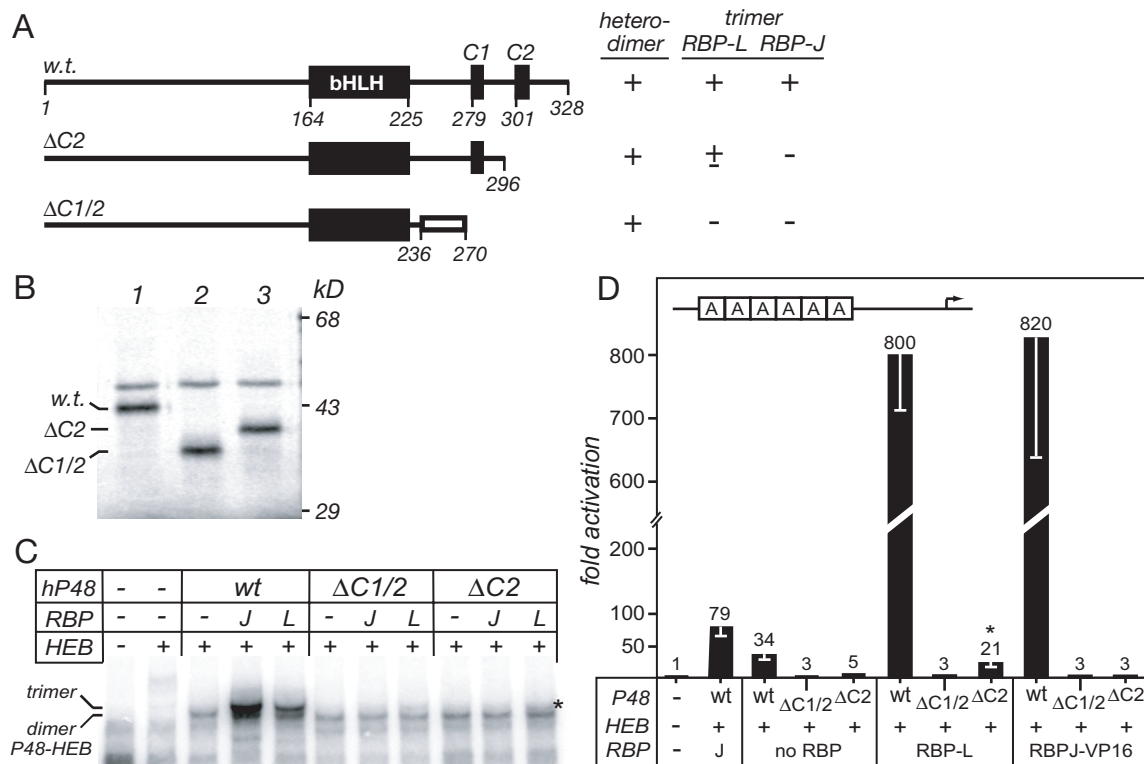 A
hetero-dimer
trimer
RBP-L RBP-J
w.t.
bHLH
C1 C2
1 164 225 279 301 328
+ + +
ΔC2
296
+ ± -
ΔC1/2
236 270
+ - -
B
1 2 3 kD
68
w.t.
43
ΔC2
ΔC1/2
29
C
hP48 - - wt ΔC1/2 ΔC2
RBP - - - J L - J L - J L
HEB - + + + + + + + + + +
trimer
*
dimer
P48-HEB
D
A A A A A A
fold activation
800
700
600
200
100
50
1 79 34 3 5 800 3 * 21 820 3 3
P48 - wt wt ΔC1/2 ΔC2 wt ΔC1/2 ΔC2 wt ΔC1/2 ΔC2
HEB - + + + + + + + + + +
RBP - J no RBP RBP-L RBPJ-VP16